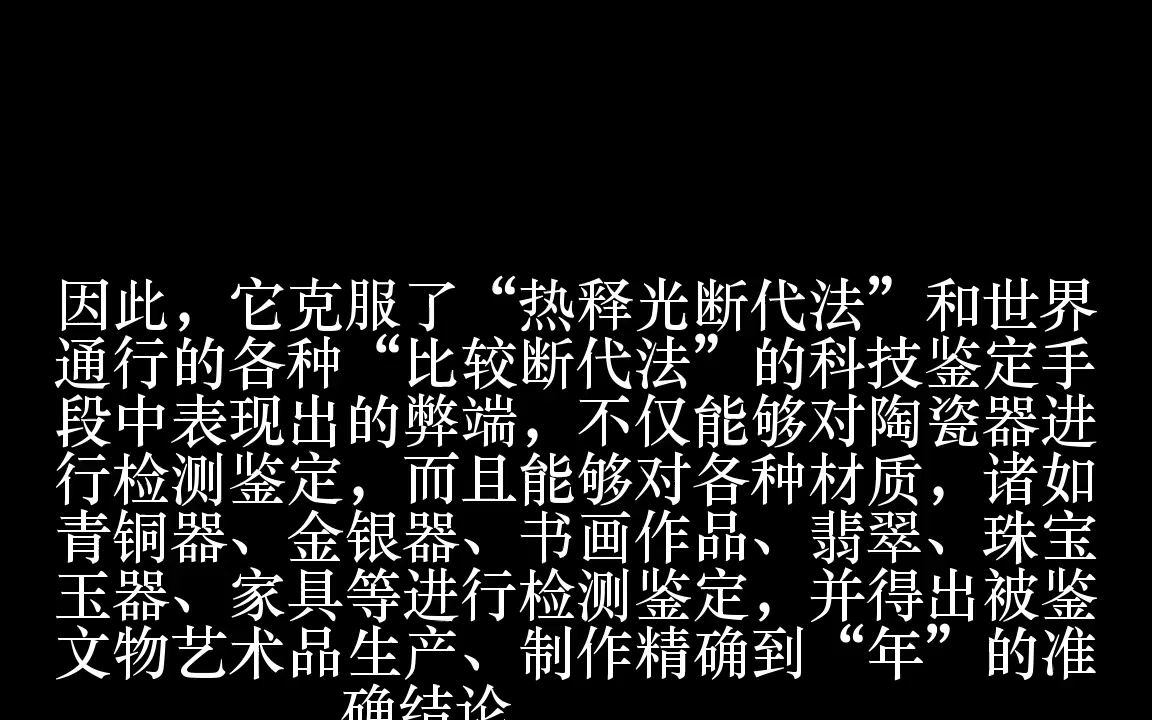 因此，它克服了“热释光断代法”和世界
通行的各种“比较断代法”的科技鉴定手
段中表现出的弊端，不仅能够对陶瓷器进
行检测鉴定，而且能够对各种材质，诸如
青铜器、金银器、书画作品、翡翠、珠宝
玉器、家具等进行检测鉴定，并得出被鉴
文物艺术品生产、制作精确到“年”的准
确结论